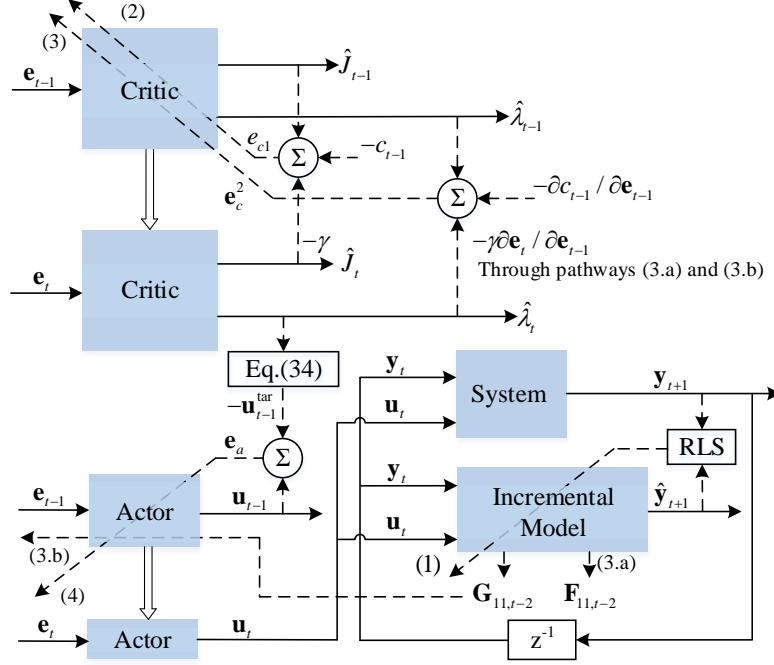 (2)
(3)
e_{t-1}
Critic
Ĵ_{t-1}
λ̂_{t-1}
e_{c1}
Σ
-c_{t-1}
e_c^2
Σ
-∂c_{t-1} / ∂e_{t-1}
-γ
-γ∂e_t / ∂e_{t-1}
Through pathways (3.a) and (3.b)
e_t
Critic
Ĵ_t
λ̂_t
Eq.(34)
-u_{t-1}^{tar}
y_t
u_t
System
y_{t+1}
e_a
Σ
RLS
e_{t-1}
Actor
u_{t-1}
y_t
u_t
Incremental
Model
ŷ_{t+1}
(3.b)
(4)
(1)
(3.a)
G_{11,t-2}
F_{11,t-2}
e_t
Actor
u_t
z^{-1}